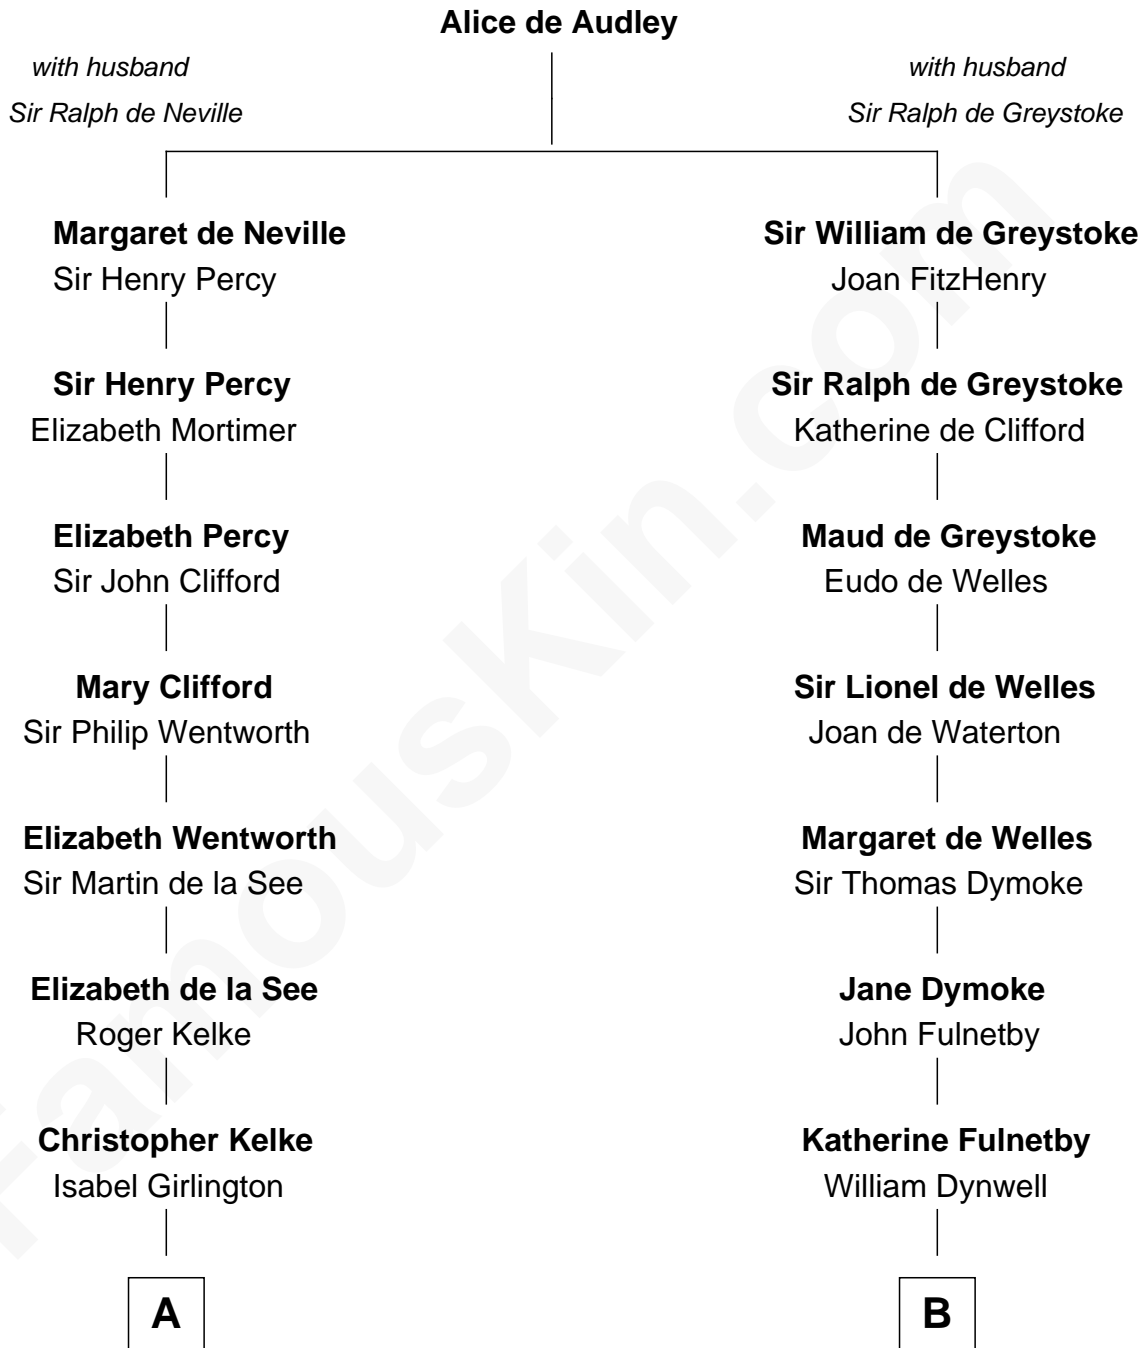 Alice de Audley
with husband
Sir Ralph de Neville
with husband
Sir Ralph de Greystoke
Margaret de Neville
Sir Henry Percy
Sir William de Greystoke
Joan FitzHenry
Sir Henry Percy
Elizabeth Mortimer
Sir Ralph de Greystoke
Katherine de Clifford
Elizabeth Percy
Sir John Clifford
Maud de Greystoke
Eudo de Welles
Mary Clifford
Sir Philip Wentworth
Sir Lionel de Welles
Joan de Waterton
Elizabeth Wentworth
Sir Martin de la See
Margaret de Welles
Sir Thomas Dymoke
Elizabeth de la See
Roger Kelke
Jane Dymoke
John Fulnetby
Christopher Kelke
Isabel Girlington
Katherine Fulnetby
William Dynwell
A
B
FamousKin.com